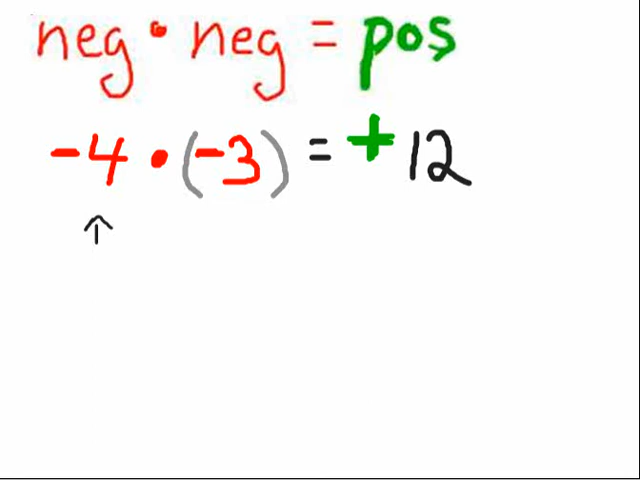 neg · neg = pos
-4 · (-3) = +12
↑